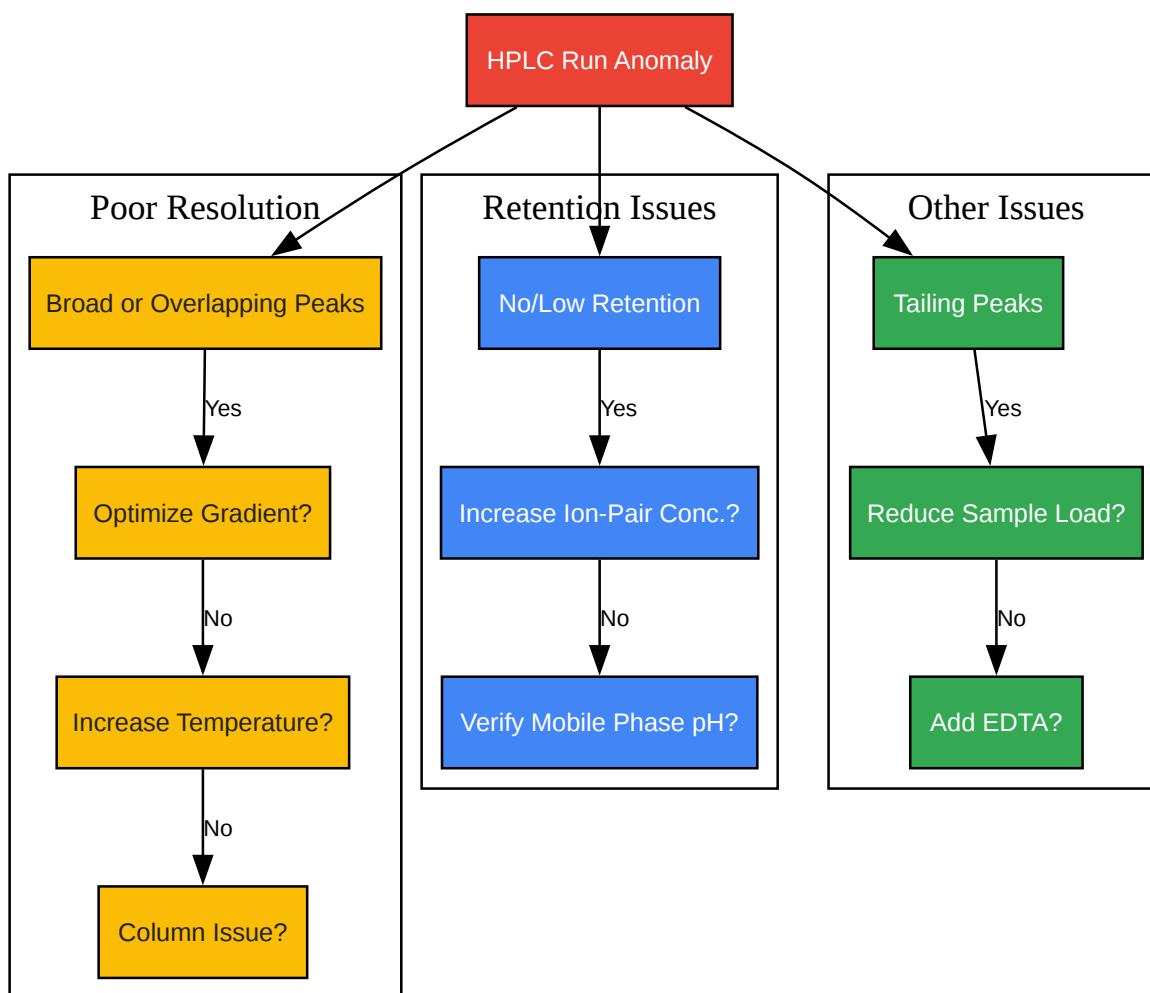 HPLC Run Anomaly
Poor Resolution
Retention Issues
Other Issues
Broad or Overlapping Peaks
No/Low Retention
Tailing Peaks
Yes
Yes
Yes
Optimize Gradient?
Increase Ion-Pair Conc.?
Reduce Sample Load?
No
No
No
Increase Temperature?
Verify Mobile Phase pH?
Add EDTA?
No
Column Issue?